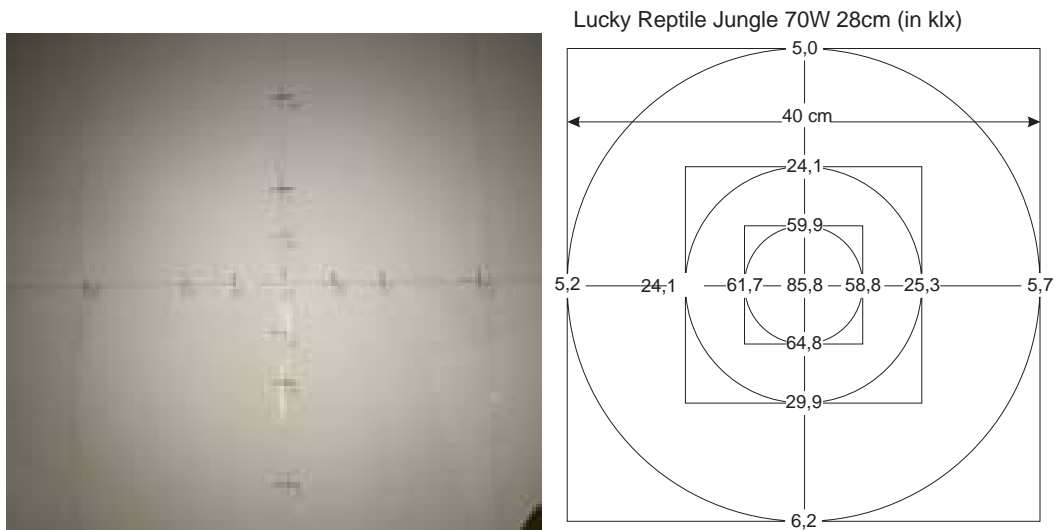 Lucky Reptile Jungle 70W 28cm (in klx)
5,0
40 cm
24,1
59,9
5,2 24,1 61,7 85,8 58,8 25,3 5,7
64,8
29,9
6,2